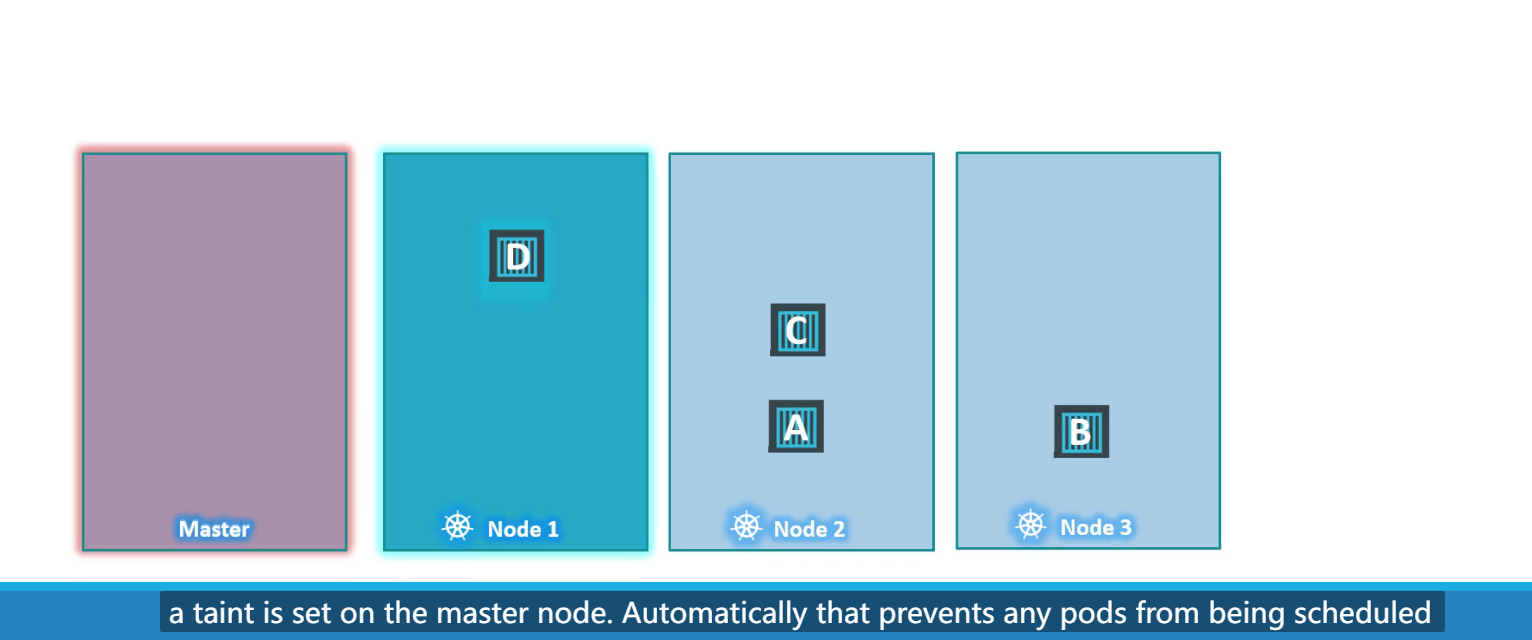 D
C
A
B
Master
Node 1
Node 2
Node 3
a taint is set on the master node. Automatically that prevents any pods from being scheduled